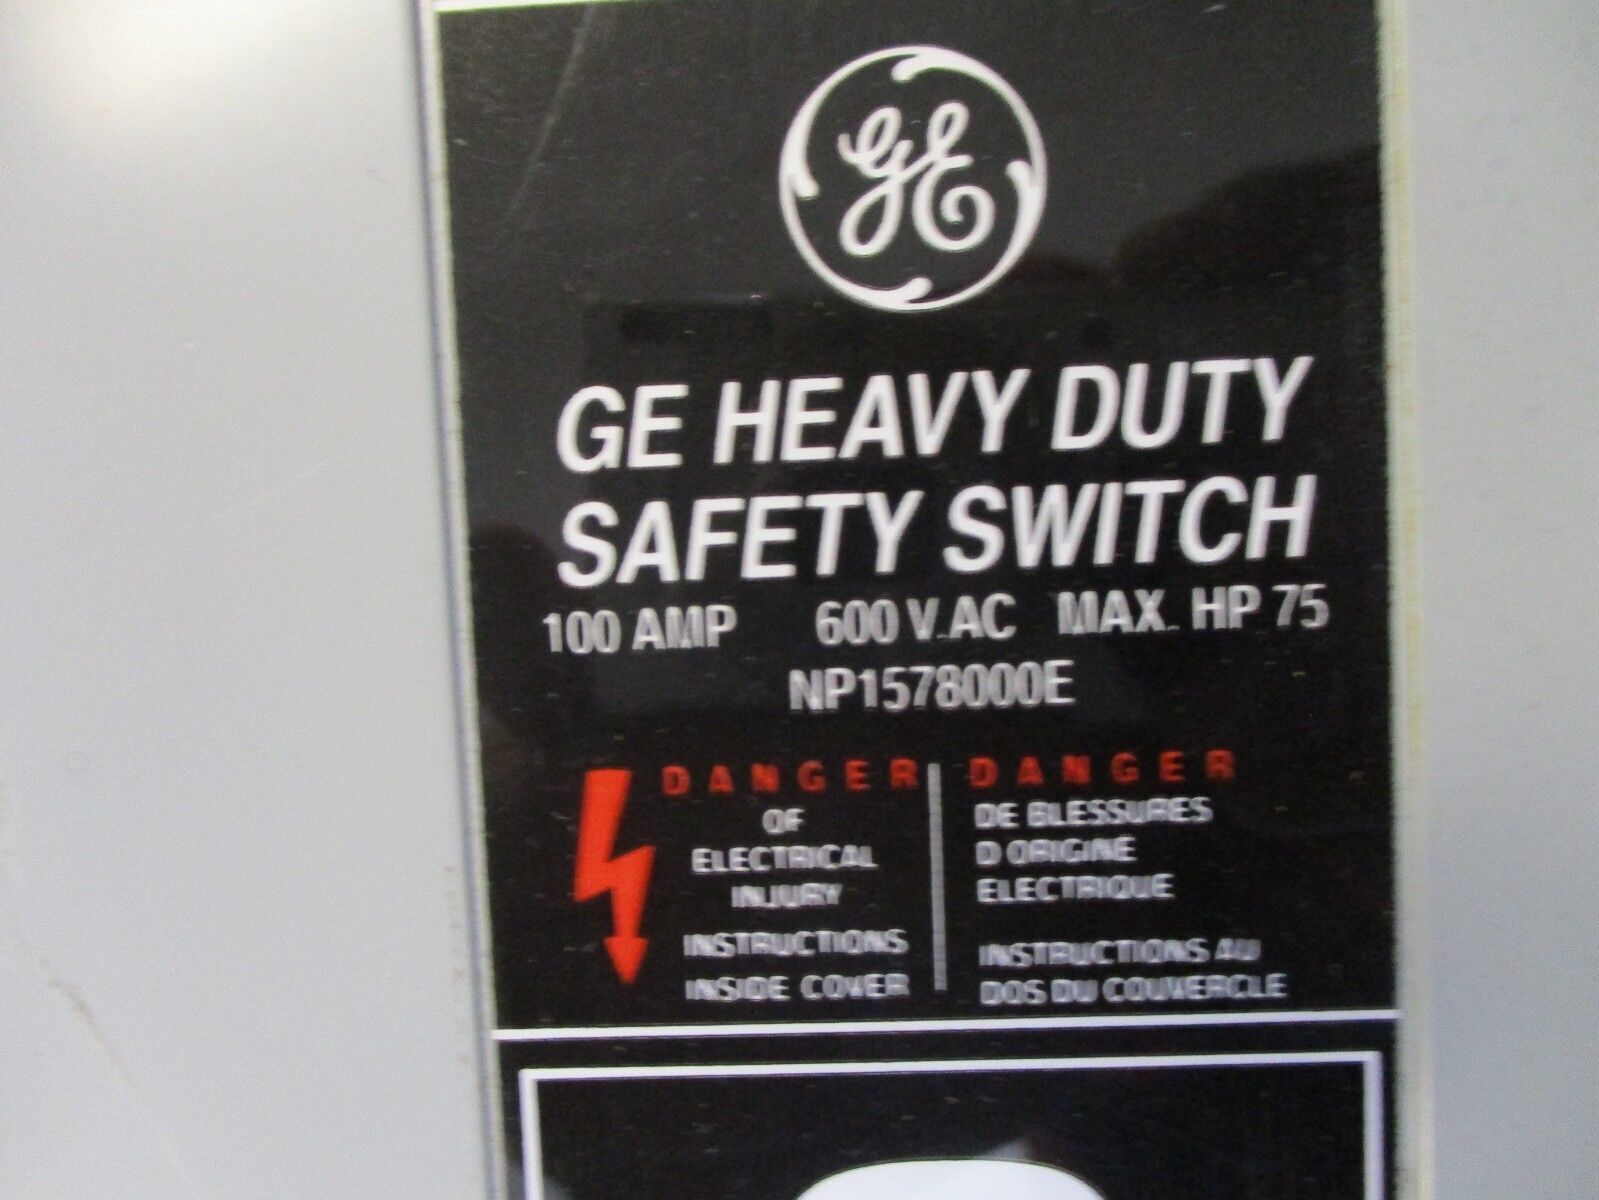 GE
GE HEAVY DUTY
SAFETY SWITCH
100 AMP 600 V.AC MAX. HP 75
NP1578000E
DANGER
OF
ELECTRICAL
INJURY
INSTRUCTIONS
INSIDE COVER
DANGER
DE BLESSURES
D ORIGINE
ELECTRIQUE
INSTRUCTIONS AU
DOS DU COUVERCLE